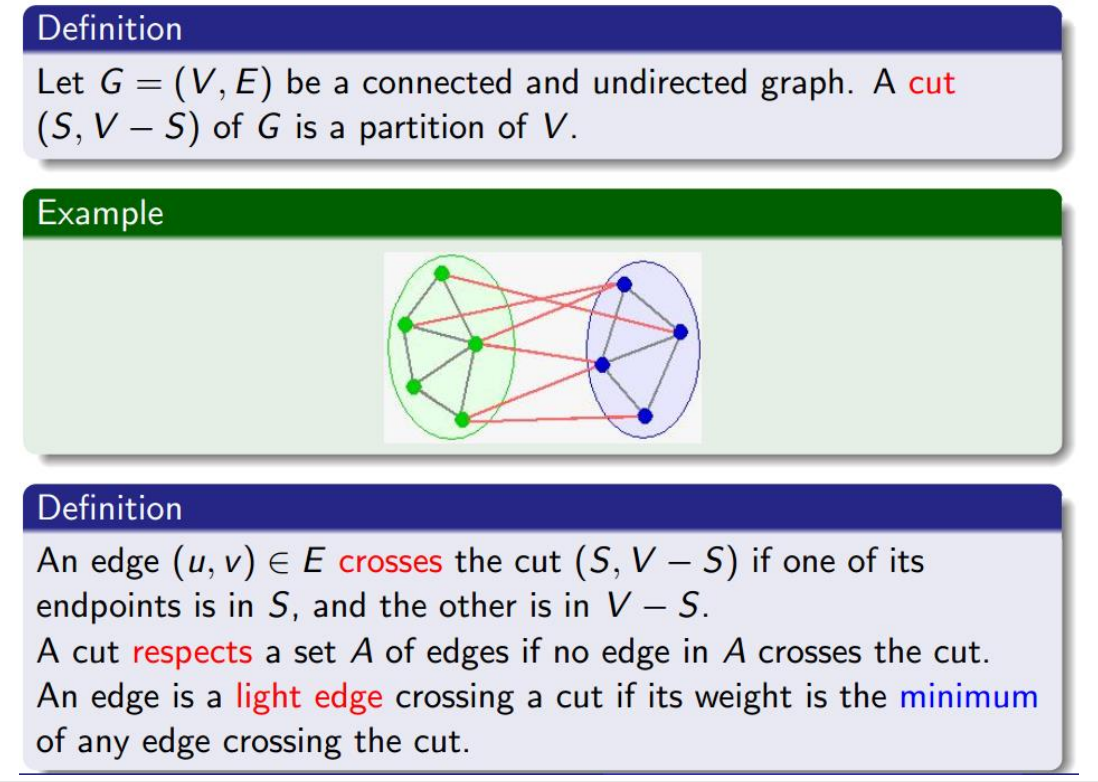 Definition
Let G = (V, E) be a connected and undirected graph. A cut
(S, V − S) of G is a partition of V.
Example
Definition
An edge (u, v) ∈ E crosses the cut (S, V − S) if one of its
endpoints is in S, and the other is in V − S.
A cut respects a set A of edges if no edge in A crosses the cut.
An edge is a light edge crossing a cut if its weight is the minimum
of any edge crossing the cut.